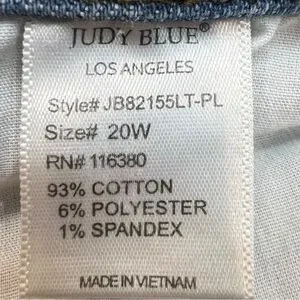 JUDY BLUE®
LOS ANGELES
Style# JB82155LT-PL
Size# 20W
RN# 116380
93% COTTON
6% POLYESTER
1% SPANDEX
MADE IN VIETNAM